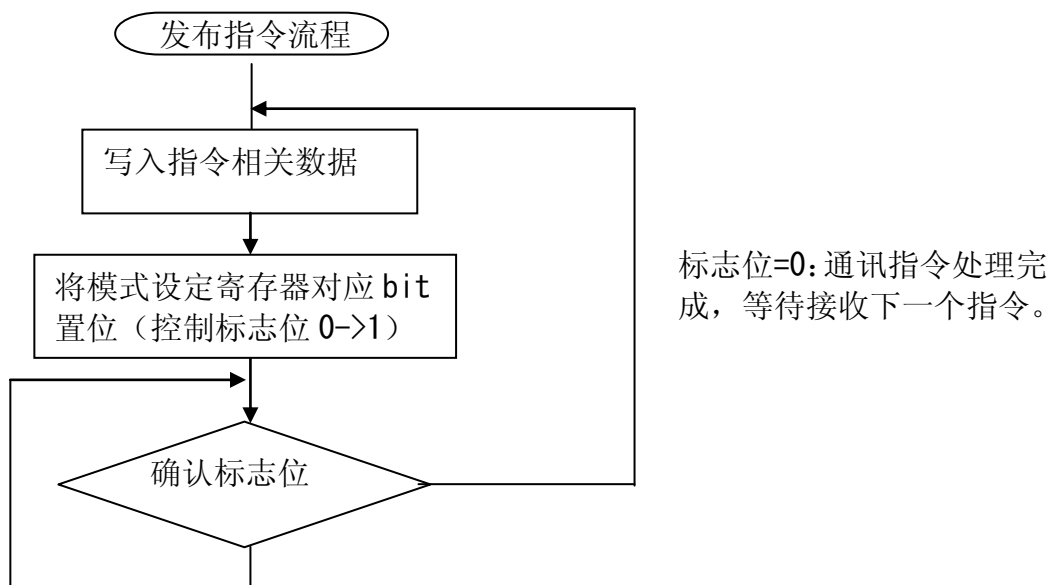 发布指令流程
写入指令相关数据
将模式设定寄存器对应 bit
置位（控制标志位 0->1）
标志位=0：通讯指令处理完
成，等待接收下一个指令。
确认标志位